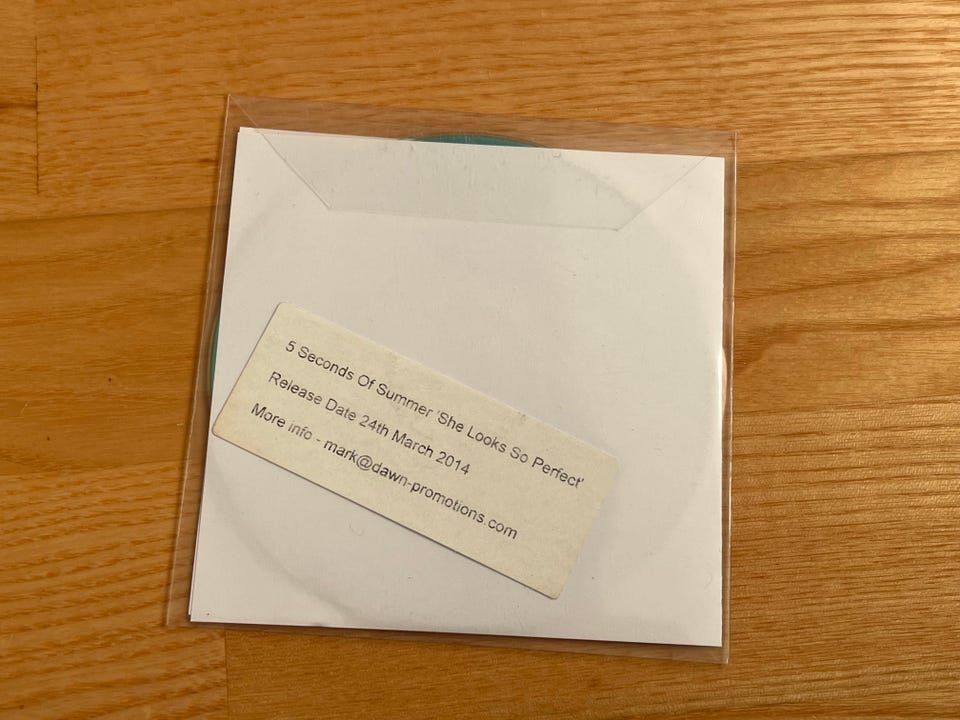 5 Seconds Of Summer 'She Looks So Perfect'
Release Date 24th March 2014
More info - mark@dawn-promotions.com